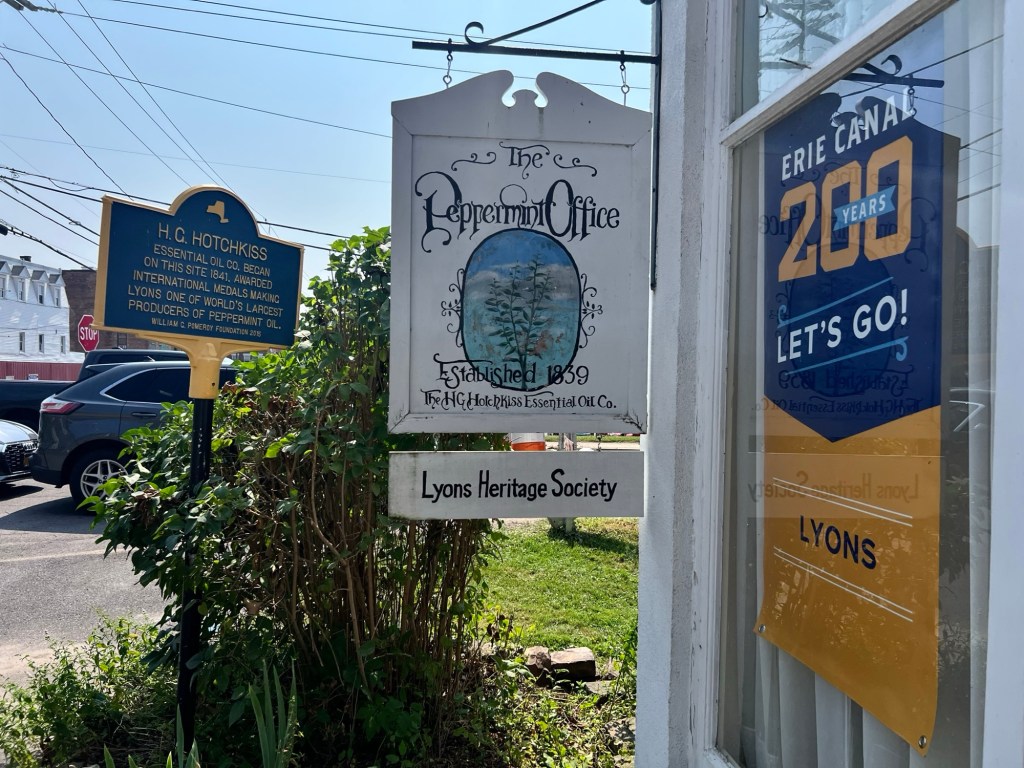 H. G. HOTCHKISS
ESSENTIAL OIL CO. BEGAN
ON THIS SITE 1841. AWARDED
INTERNATIONAL MEDALS MAKING
LYONS ONE OF WORLD'S LARGEST
PRODUCERS OF PEPPERMINT OIL.
WILLIAM G. POMEROY FOUNDATION 2015
STOP
The
Peppermint Office
Established 1839
The HG Hotchkiss Essential Oil Co.
Lyons Heritage Society
ERIE CANAL
200
YEARS
LET'S GO!
LYONS